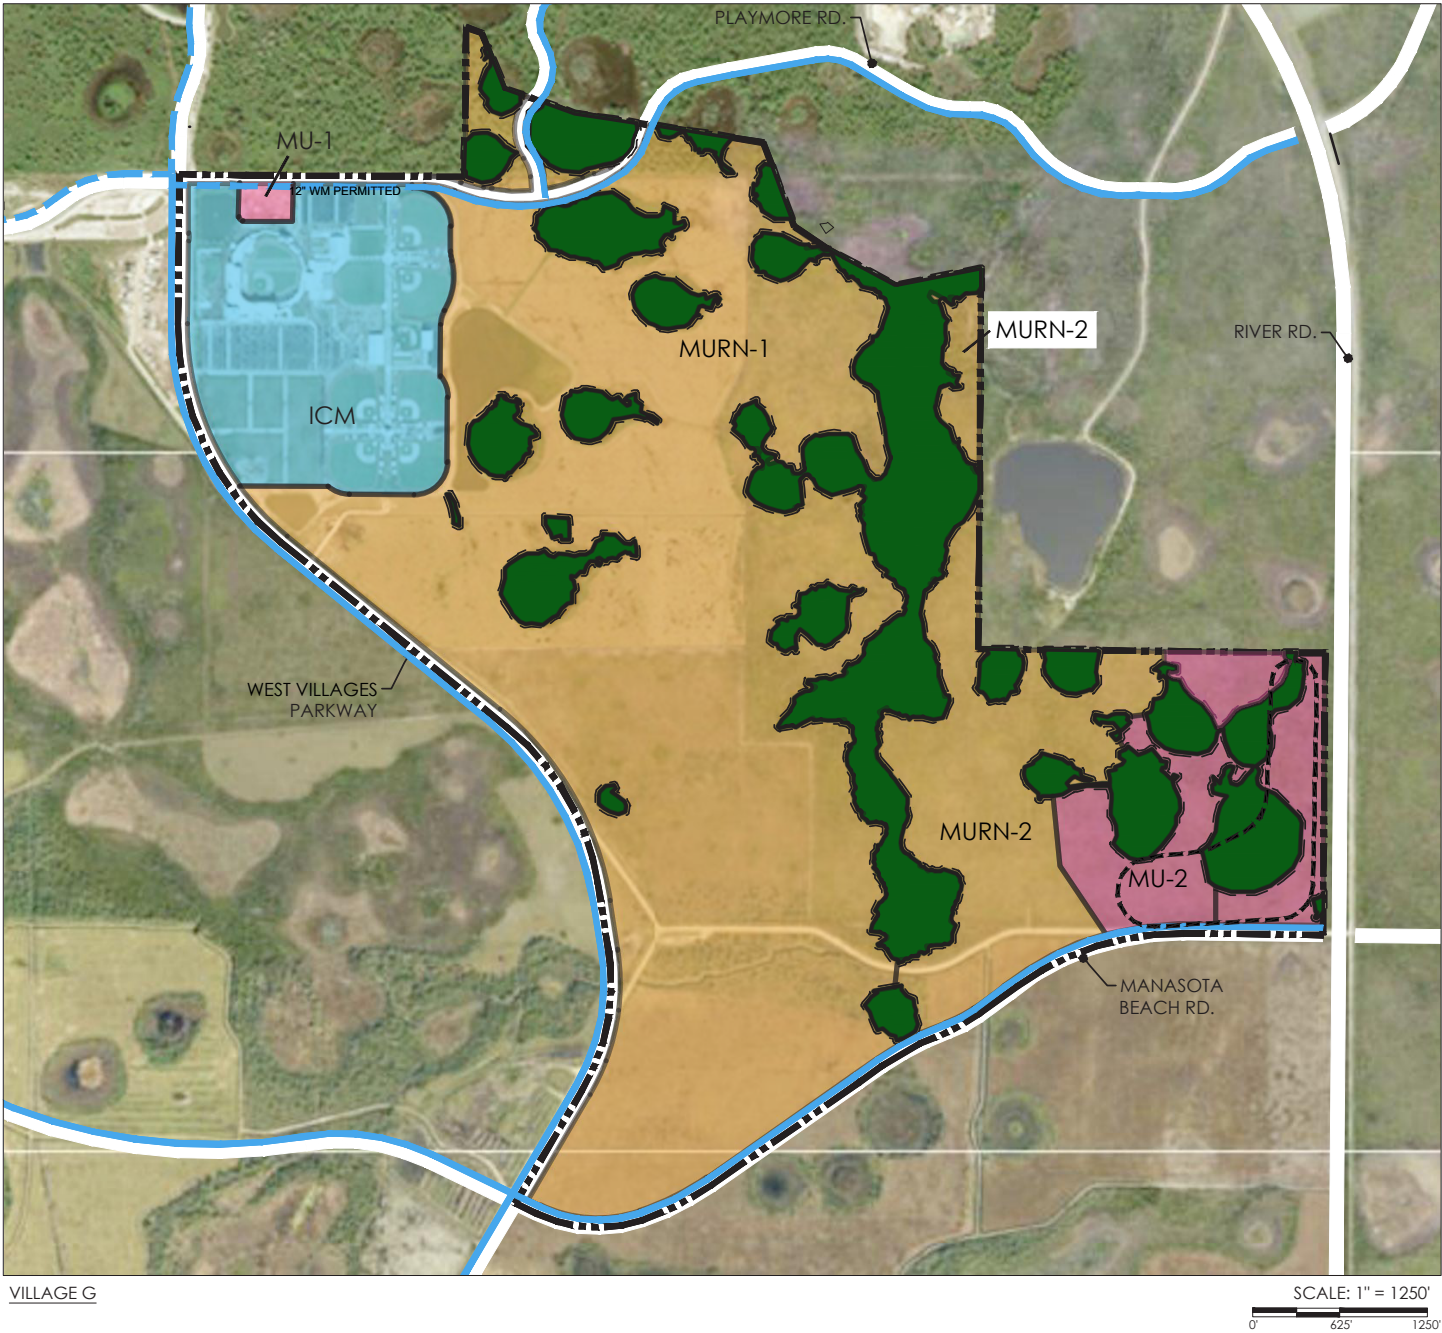 PLAYMORE RD.
MU-1
2" WM PERMITTED
MURN-2
RIVER RD.
MURN-1
ICM
WEST VILLAGES
PARKWAY
MURN-2
MU-2
MANASOTA
BEACH RD.
VILLAGE G
SCALE: 1" = 1250'
0' 625' 1250'